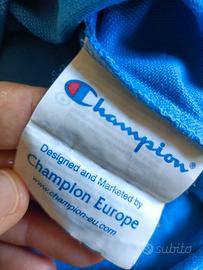 Champion
Designed and Marketed by
Champion Europe
www.champion-eu.com
subito